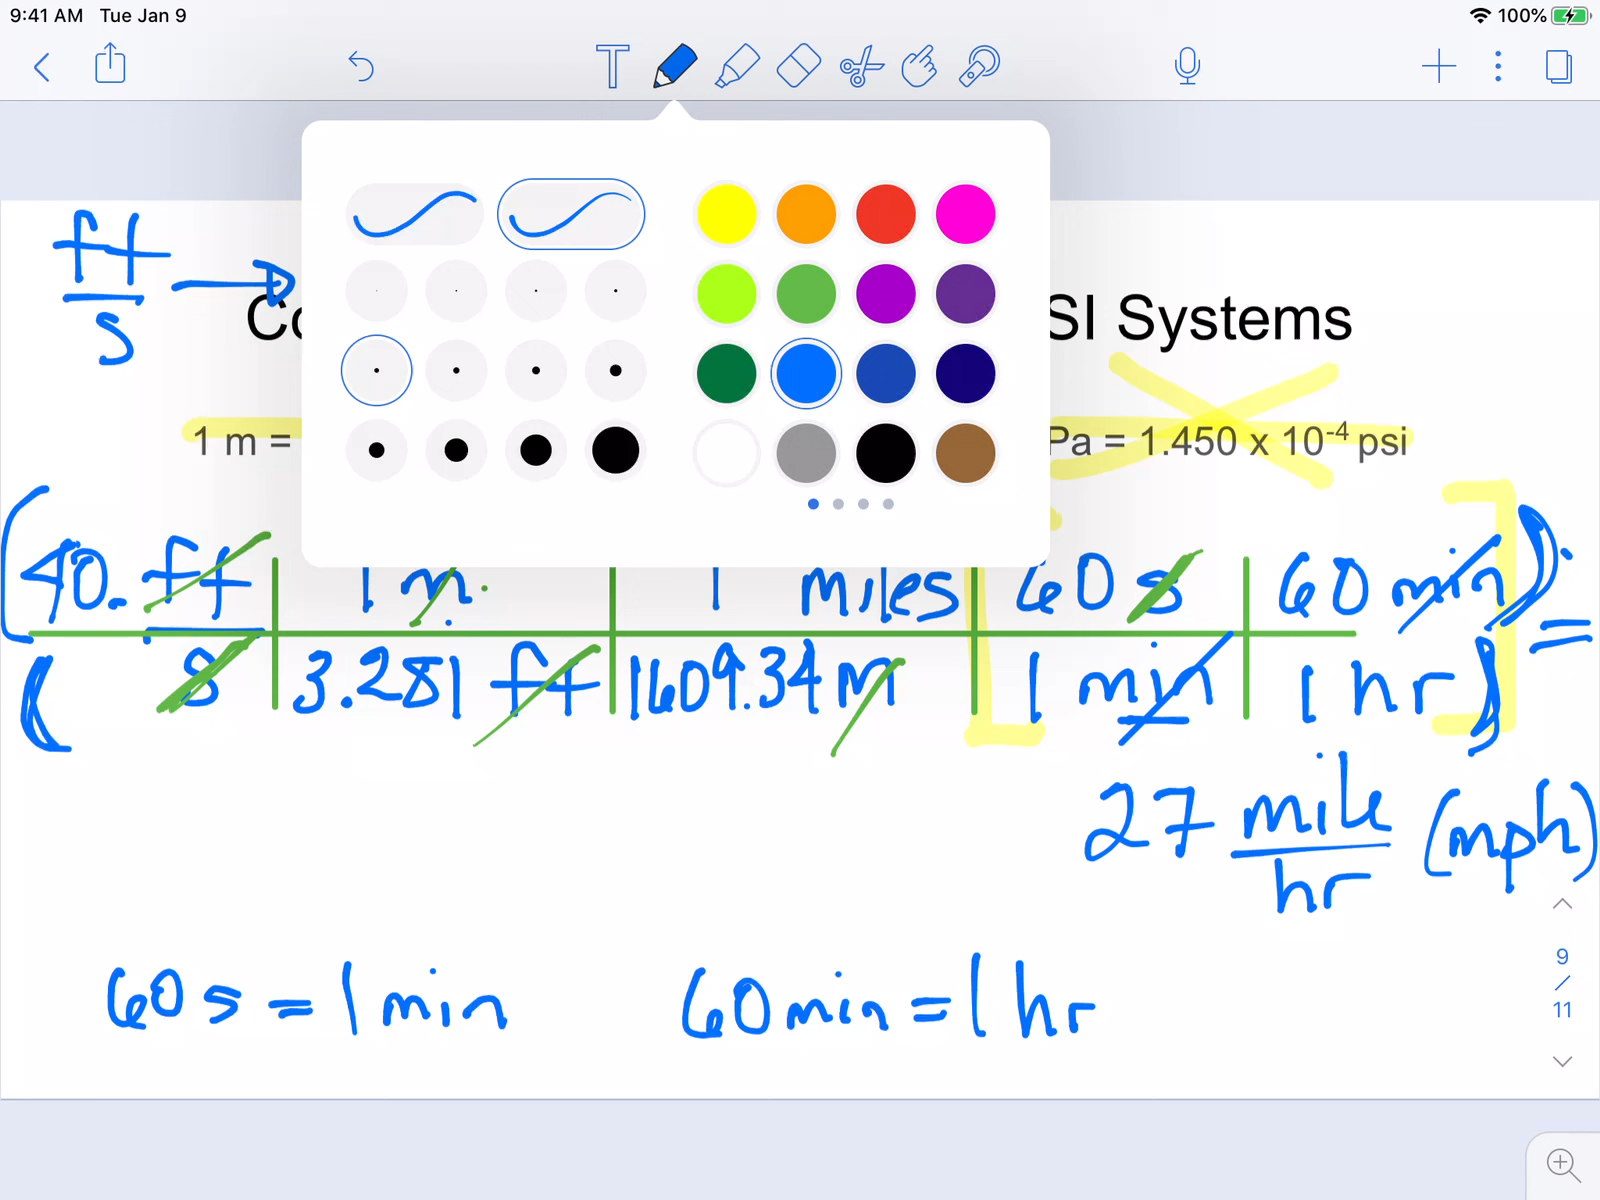 9:41 AM Tue Jan 9 100%
T
ft
s
Co SI Systems
1 m = Pa = 1.450 x 10-4 psi
(40. ft 1 m 1 miles 60 s 60 min). =
( s 3.281 ft 1609.34 m 1 min 1 hr)
27 mile (mph)
hr
9
/
11
60 s = 1 min 60 min = 1 hr